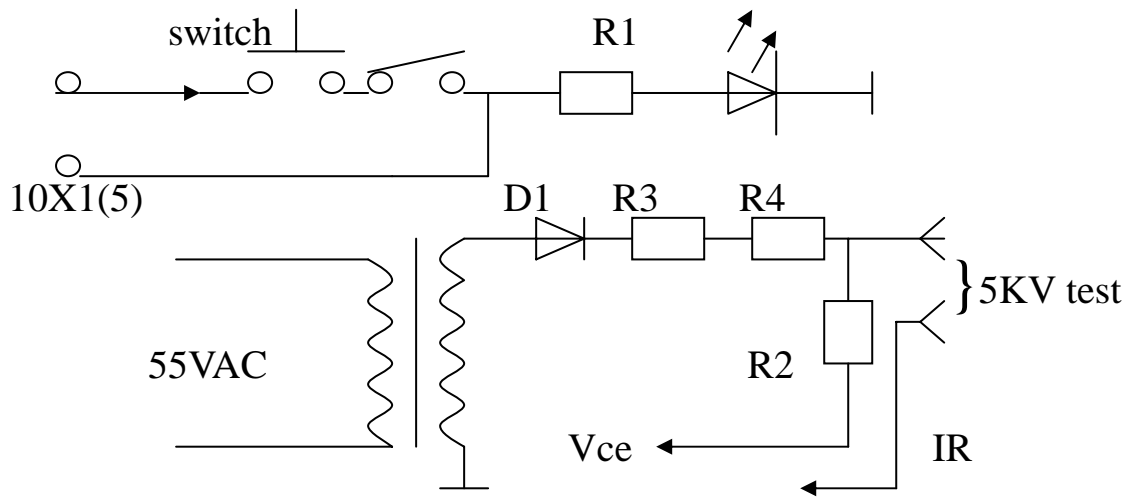 switch
R1
10X1(5)
D1 R3 R4
} 5KV test
55VAC
R2
Vce
IR